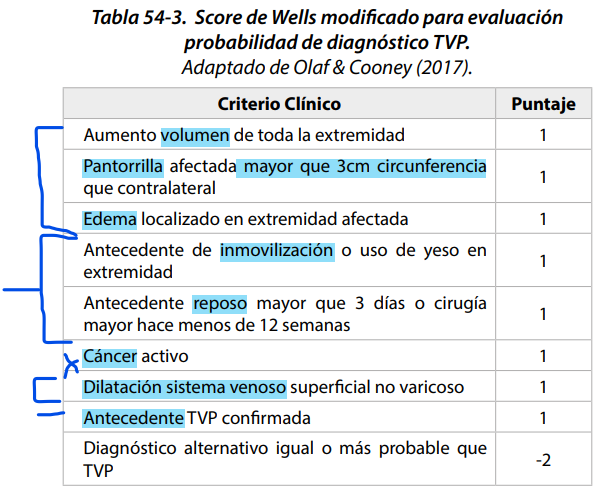 Tabla 54-3. Score de Wells modificado para evaluación
probabilidad de diagnóstico TVP.
Adaptado de Olaf & Cooney (2017).
Criterio Clínico Puntaje
Aumento volumen de toda la extremidad 1
Pantorrilla afectada mayor que 3cm circunferencia
que contralateral 1
Edema localizado en extremidad afectada 1
Antecedente de inmovilización o uso de yeso en
extremidad 1
Antecedente reposo mayor que 3 días o cirugía
mayor hace menos de 12 semanas 1
Cáncer activo 1
Dilatación sistema venoso superficial no varicoso 1
Antecedente TVP confirmada 1
Diagnóstico alternativo igual o más probable que
TVP -2